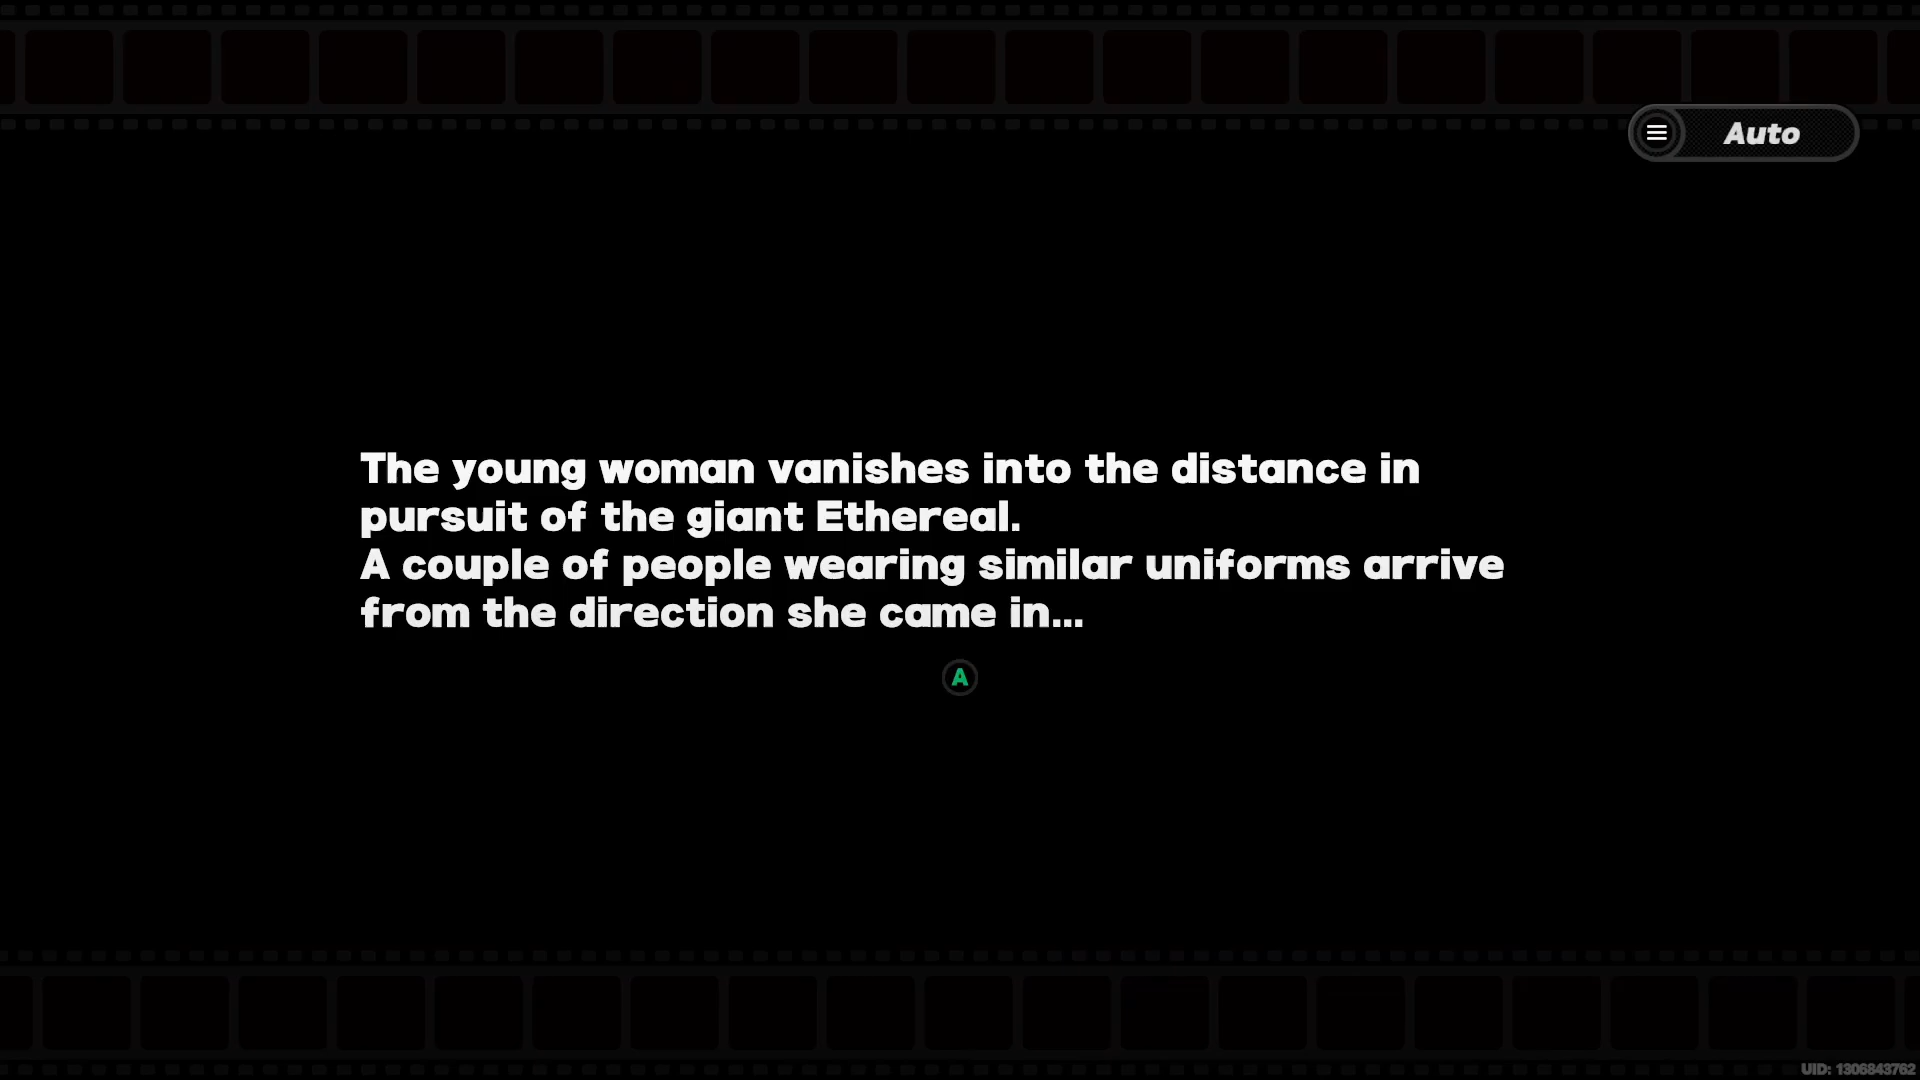 Auto
The young woman vanishes into the distance in
pursuit of the giant Ethereal.
A couple of people wearing similar uniforms arrive
from the direction she came in...
A
UID: 1306843762